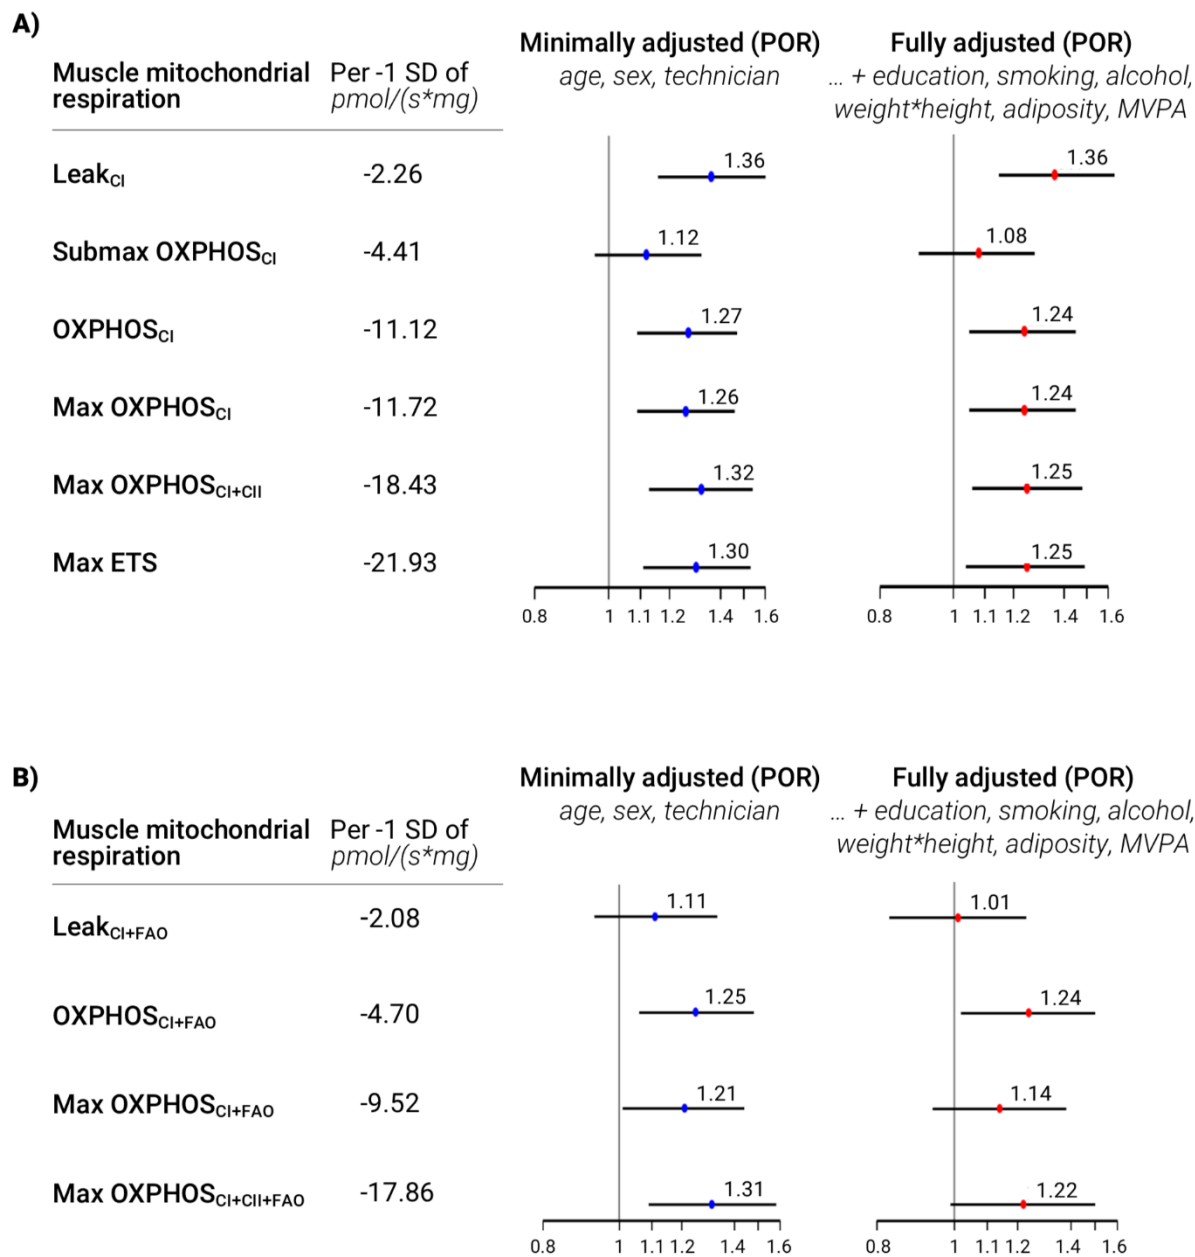 A)
Minimally adjusted (POR)
age, sex, technician
Fully adjusted (POR)
... + education, smoking, alcohol,
weight*height, adiposity, MVPA
Muscle mitochondrial
respiration
Per -1 SD of
pmol/(s*mg)
LeakCI
-2.26
1.36
1.36
Submax OXPHOSCI
-4.41
1.12
1.08
OXPHOSCI
-11.12
1.27
1.24
Max OXPHOSCI
-11.72
1.26
1.24
Max OXPHOSCI+CII
-18.43
1.32
1.25
Max ETS
-21.93
1.30
1.25
0.8 1 1.1 1.2 1.4 1.6
0.8 1 1.1 1.2 1.4 1.6
B)
Minimally adjusted (POR)
age, sex, technician
Fully adjusted (POR)
... + education, smoking, alcohol,
weight*height, adiposity, MVPA
Muscle mitochondrial
respiration
Per -1 SD of
pmol/(s*mg)
LeakCI+FAO
-2.08
1.11
1.01
OXPHOSCI+FAO
-4.70
1.25
1.24
Max OXPHOSCI+FAO
-9.52
1.21
1.14
Max OXPHOSCI+CII+FAO
-17.86
1.31
1.22
0.8 1 1.1 1.2 1.4 1.6
0.8 1 1.1 1.2 1.4 1.6